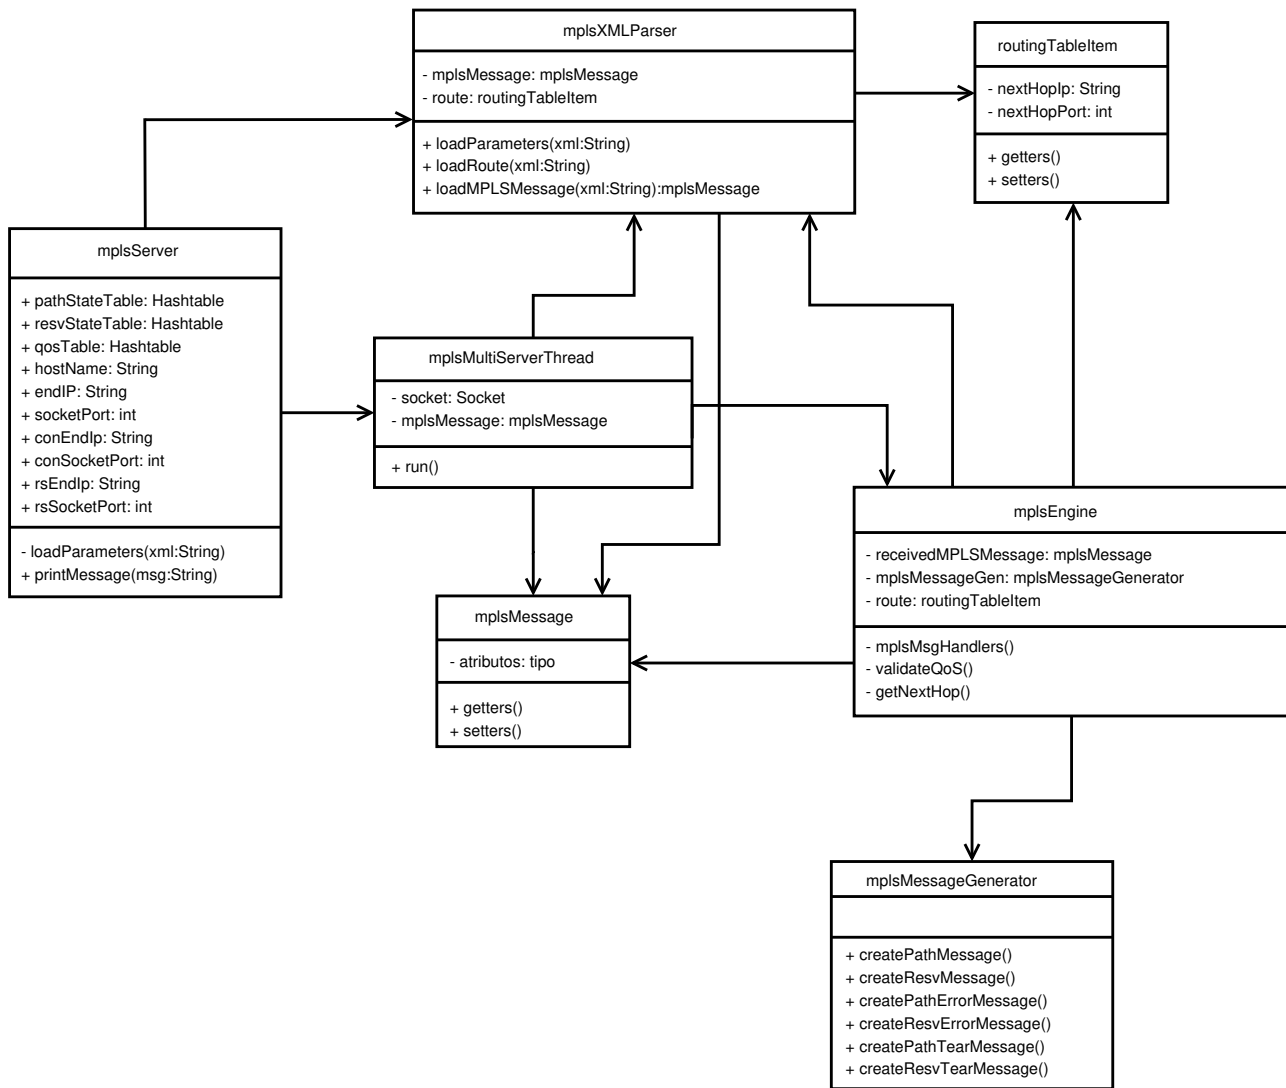 mplsXMLParser
- mplsMessage: mplsMessage
- route: routingTableItem
+ loadParameters(xml:String)
+ loadRoute(xml:String)
+ loadMPLSMessage(xml:String):mplsMessage
routingTableItem
- nextHopIp: String
- nextHopPort: int
+ getters()
+ setters()
mplsServer
+ pathStateTable: Hashtable
+ resvStateTable: Hashtable
+ qosTable: Hashtable
+ hostName: String
+ endIP: String
+ socketPort: int
+ conEndIp: String
+ conSocketPort: int
+ rsEndIp: String
+ rsSocketPort: int
- loadParameters(xml:String)
+ printMessage(msg:String)
mplsMultiServerThread
- socket: Socket
- mplsMessage: mplsMessage
+ run()
mplsEngine
- receivedMPLSMessage: mplsMessage
- mplsMessageGen: mplsMessageGenerator
- route: routingTableItem
- mplsMsgHandlers()
- validateQoS()
- getNextHop()
mplsMessage
- atributos: tipo
+ getters()
+ setters()
mplsMessageGenerator
+ createPathMessage()
+ createResvMessage()
+ createPathErrorMessage()
+ createResvErrorMessage()
+ createPathTearMessage()
+ createResvTearMessage()